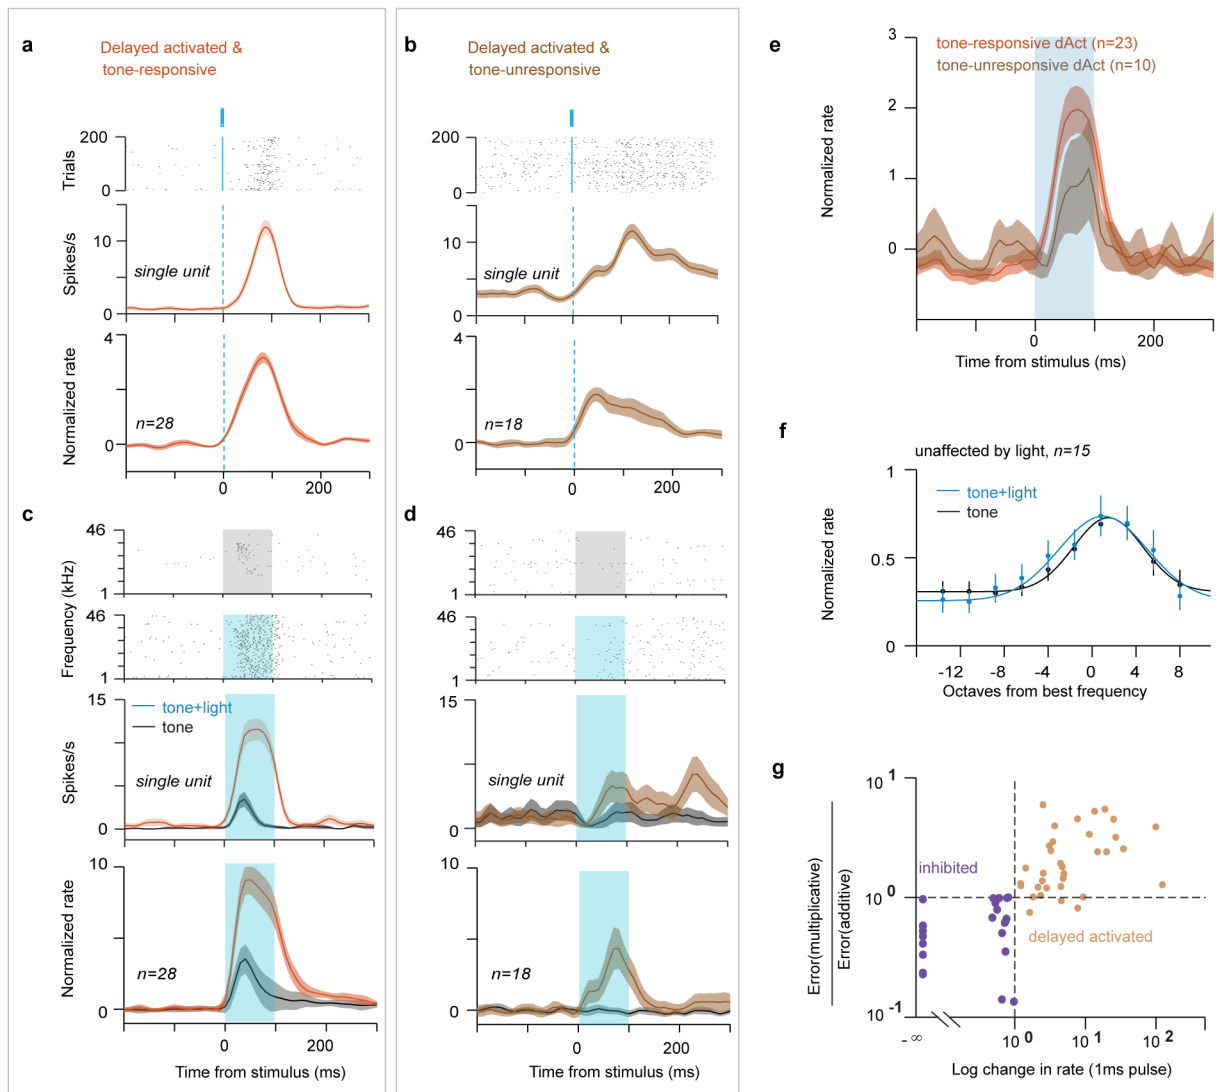 a
Delayed activated &
tone-responsive
Trials
200
0
Spikes/s
10
0
single unit
Normalized rate
4
0
n=28
0
200
b
Delayed activated &
tone-unresponsive
200
0
10
0
single unit
4
0
n=18
0
200
c
Frequency (kHz)
46
1
46
1
Spikes/s
15
0
tone+light
tone
single unit
Normalized rate
10
0
n=28
0
200
Time from stimulus (ms)
d
46
1
46
1
15
0
single unit
10
0
n=18
0
200
Time from stimulus (ms)
e
tone-responsive dAct (n=23)
tone-unresponsive dAct (n=10)
Normalized rate
3
2
1
0
-1
0
200
Time from stimulus (ms)
f
unaffected by light, n=15
tone+light
tone
Normalized rate
1
0.5
0
-12
-8
-4
0
4
8
Octaves from best frequency
g
Error(multiplicative)
Error(additive)
10 1
10 0
10 -1
inhibited
delayed activated
- ∞
10 0
10 1
10 2
Log change in rate (1ms pulse)